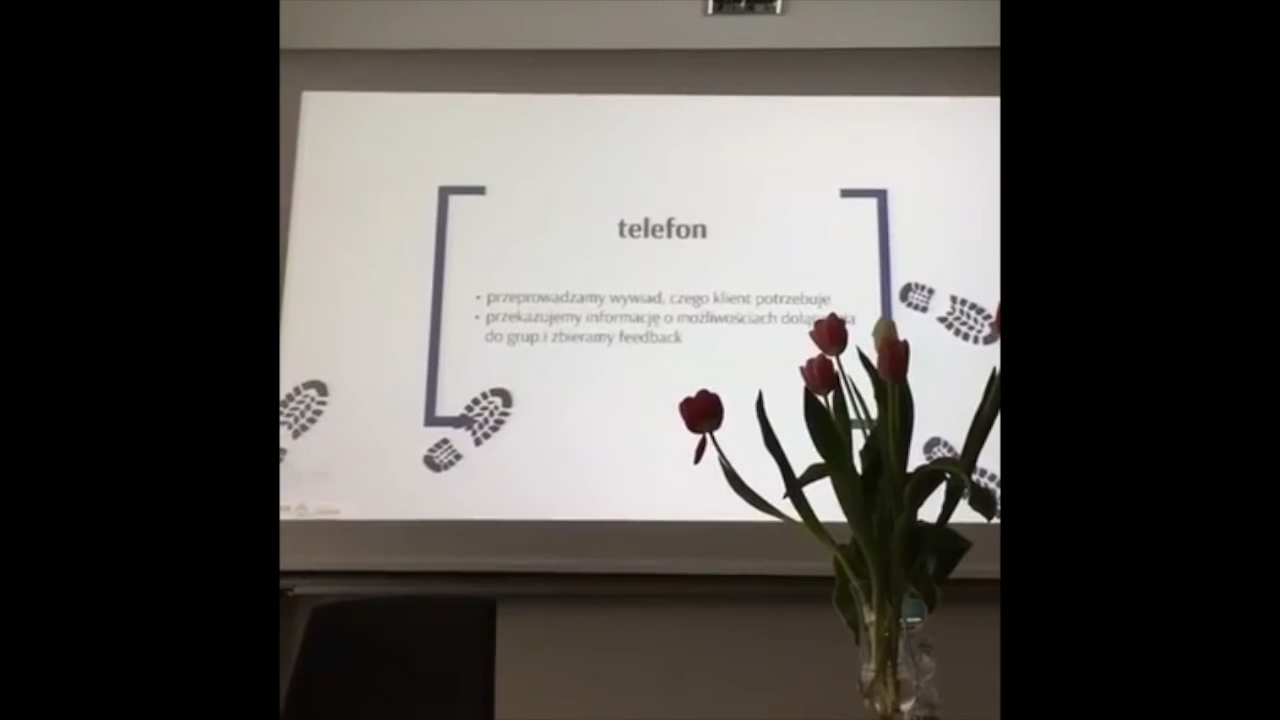 telefon
• przeprowadzamy wywiad, czego klient potrzebuje
• przekazujemy informację o możliwościach
do grup i zbieramy feedback